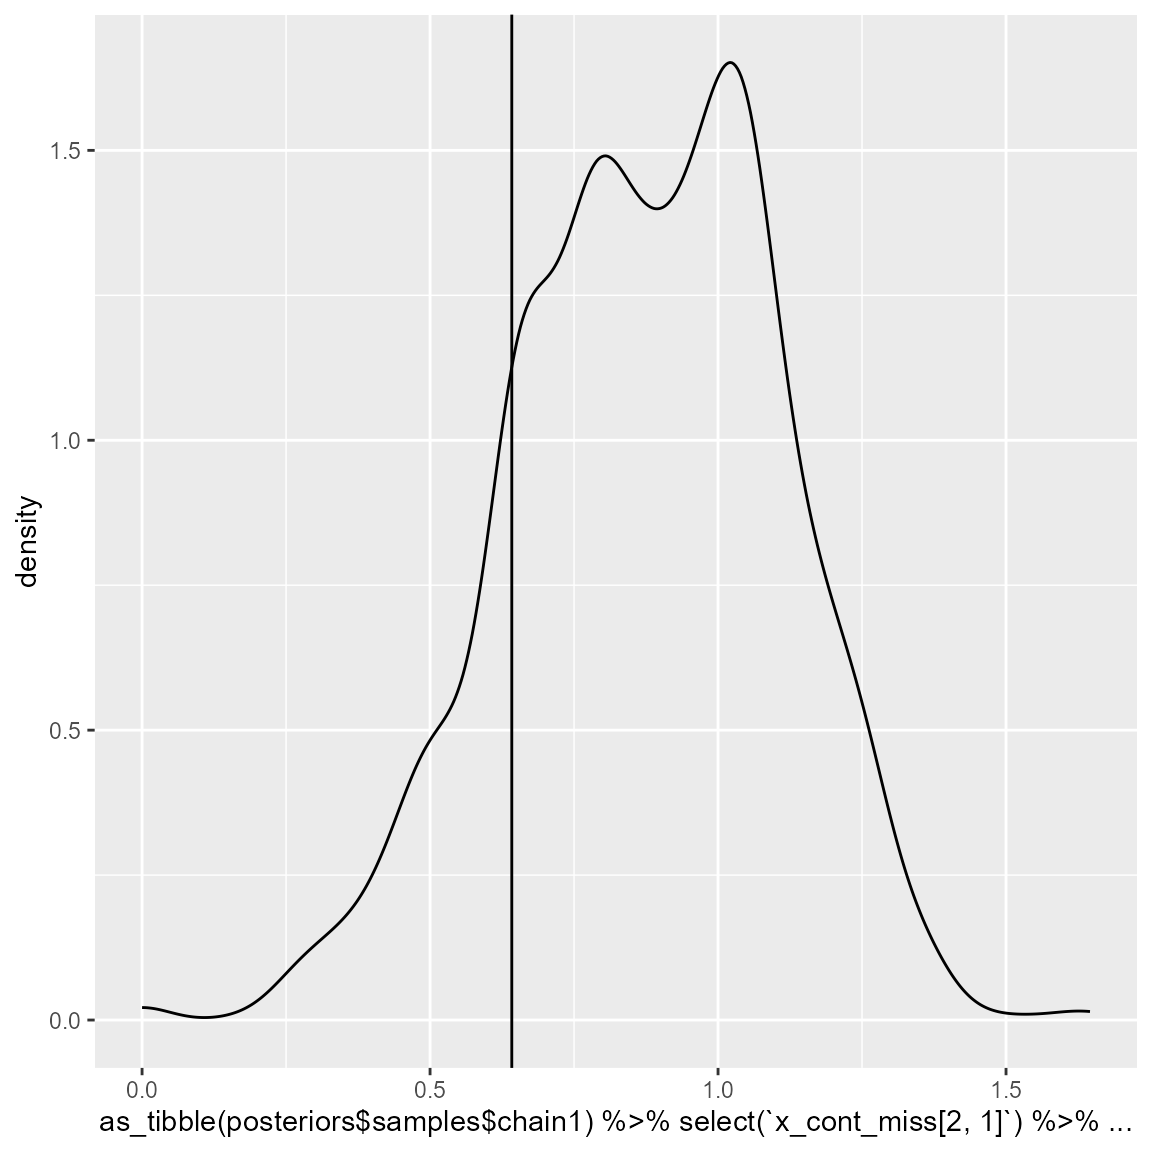 1.5
1.0
0.5
0.0
density
0.0 0.5 1.0 1.5
as_tibble(posteriors$samples$chain1) %>% select(`x_cont_miss[2, 1]`) %>% ...